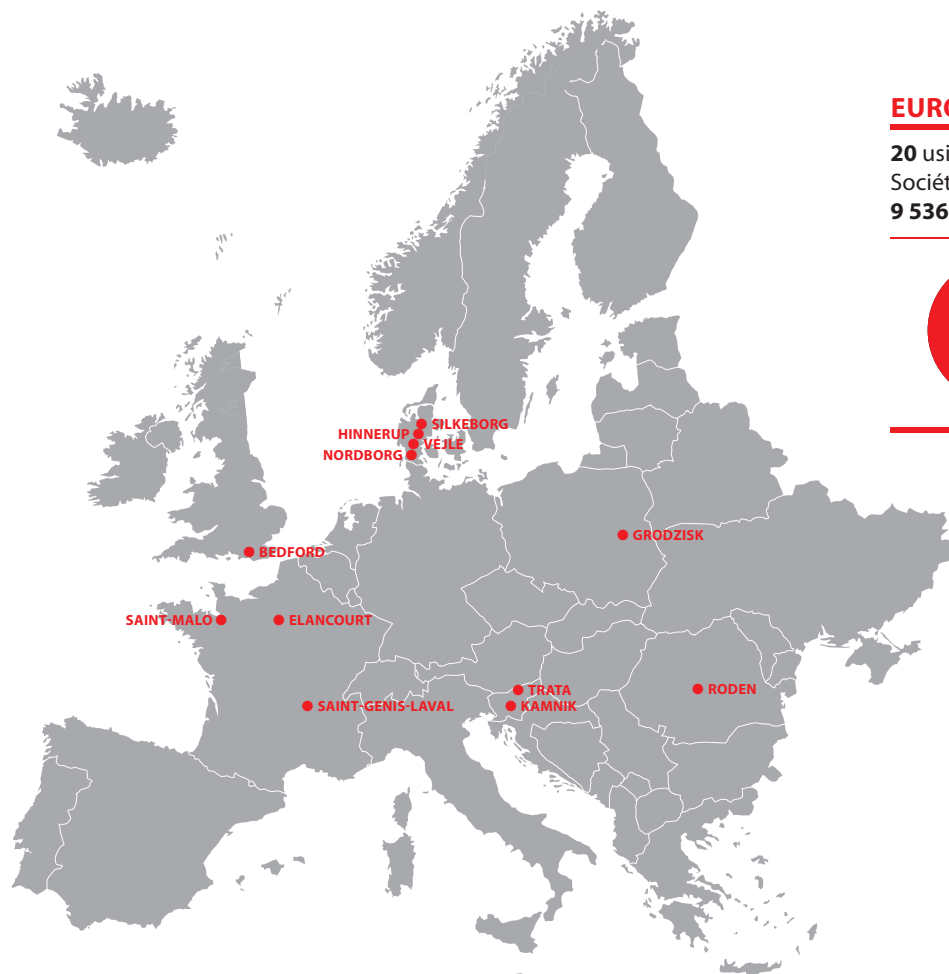 EURO
20 usi
Sociét
9 536
SILKEBORG
HINNERUP
VEJLE
NORDBORG
GRODZISK
BEDFORD
SAINT-MALO
ELANCOURT
TRATA
RODEN
SAINT-GENIS-LAVAL
KAMNIK